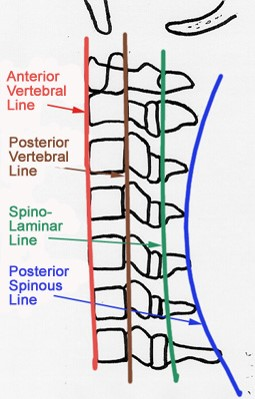 Anterior
Vertebral
Line
Posterior
Vertebral
Line
Spino-
Laminar
Line
Posterior
Spinous
Line